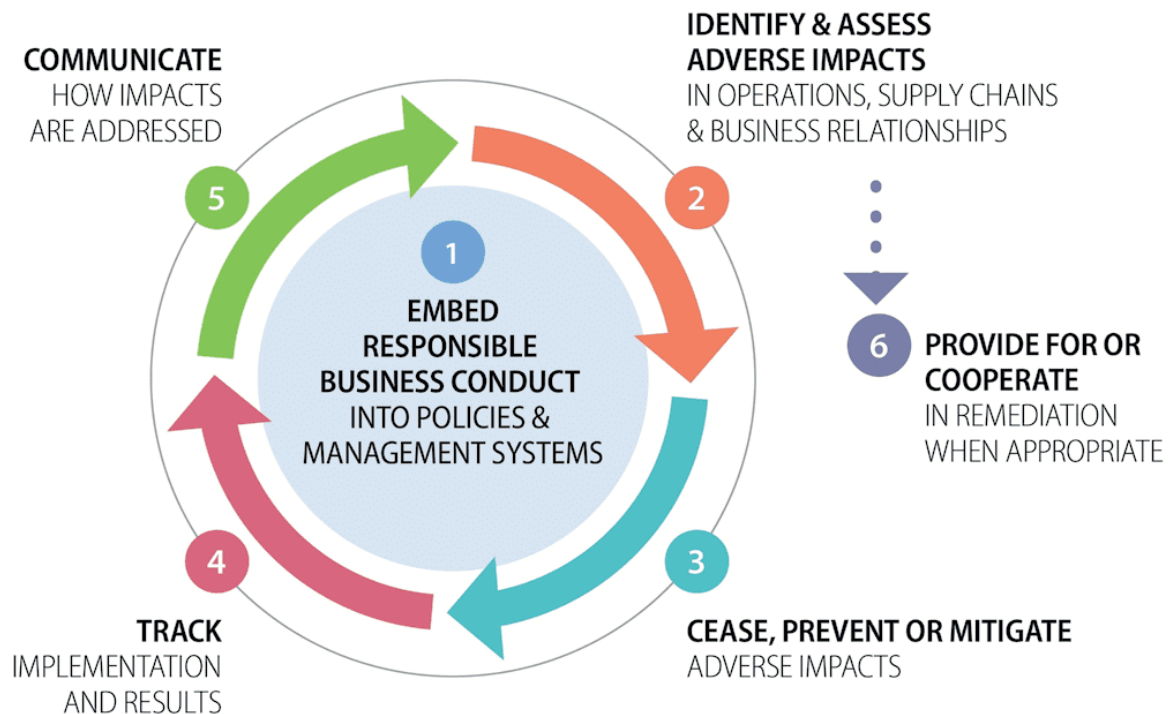 1
EMBED
RESPONSIBLE
BUSINESS CONDUCT
INTO POLICIES &
MANAGEMENT SYSTEMS
2
IDENTIFY & ASSESS
ADVERSE IMPACTS
IN OPERATIONS, SUPPLY CHAINS
& BUSINESS RELATIONSHIPS
3
CEASE, PREVENT OR MITIGATE
ADVERSE IMPACTS
4
TRACK
IMPLEMENTATION
AND RESULTS
5
COMMUNICATE
HOW IMPACTS
ARE ADDRESSED
6
PROVIDE FOR OR
COOPERATE
IN REMEDIATION
WHEN APPROPRIATE